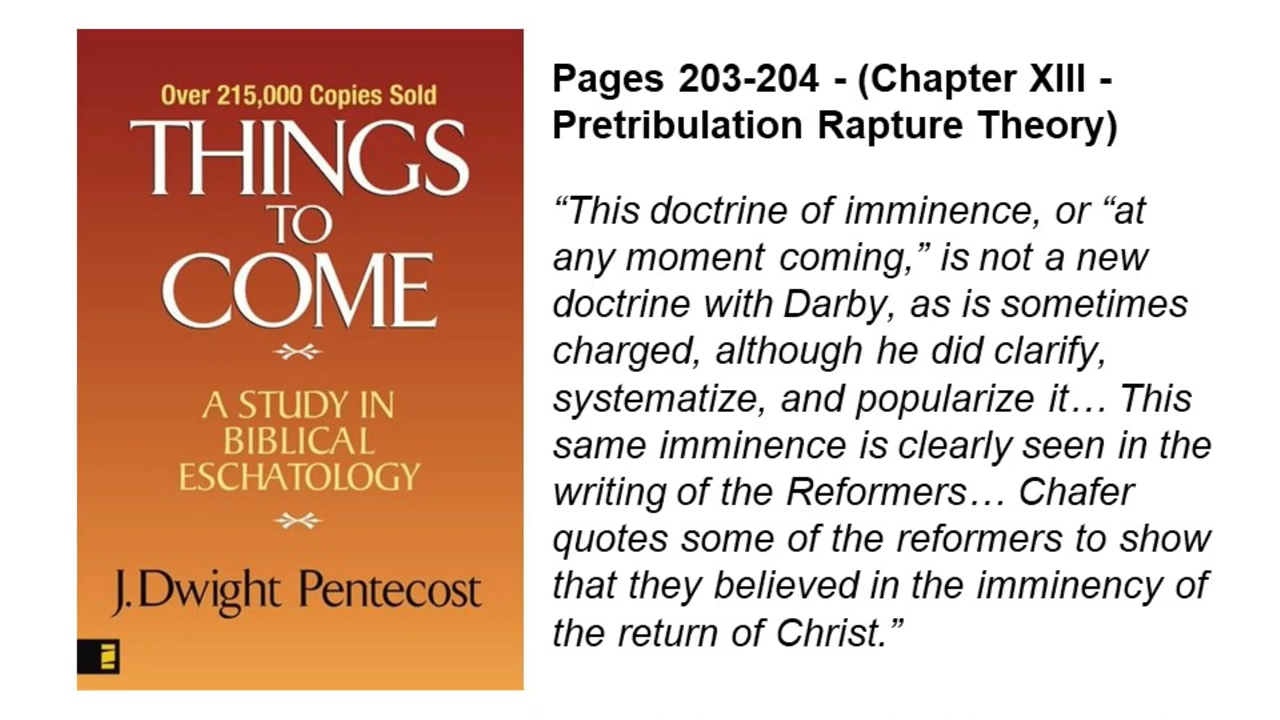 Over 215,000 Copies Sold
THINGS
TO
COME
A STUDY IN
BIBLICAL
ESCHATOLOGY
J. Dwight Pentecost
Pages 203-204 - (Chapter XIII -
Pretribulation Rapture Theory)
“This doctrine of imminence, or “at
any moment coming,” is not a new
doctrine with Darby, as is sometimes
charged, although he did clarify,
systematize, and popularize it… This
same imminence is clearly seen in the
writing of the Reformers… Chafer
quotes some of the reformers to show
that they believed in the imminency of
the return of Christ.”